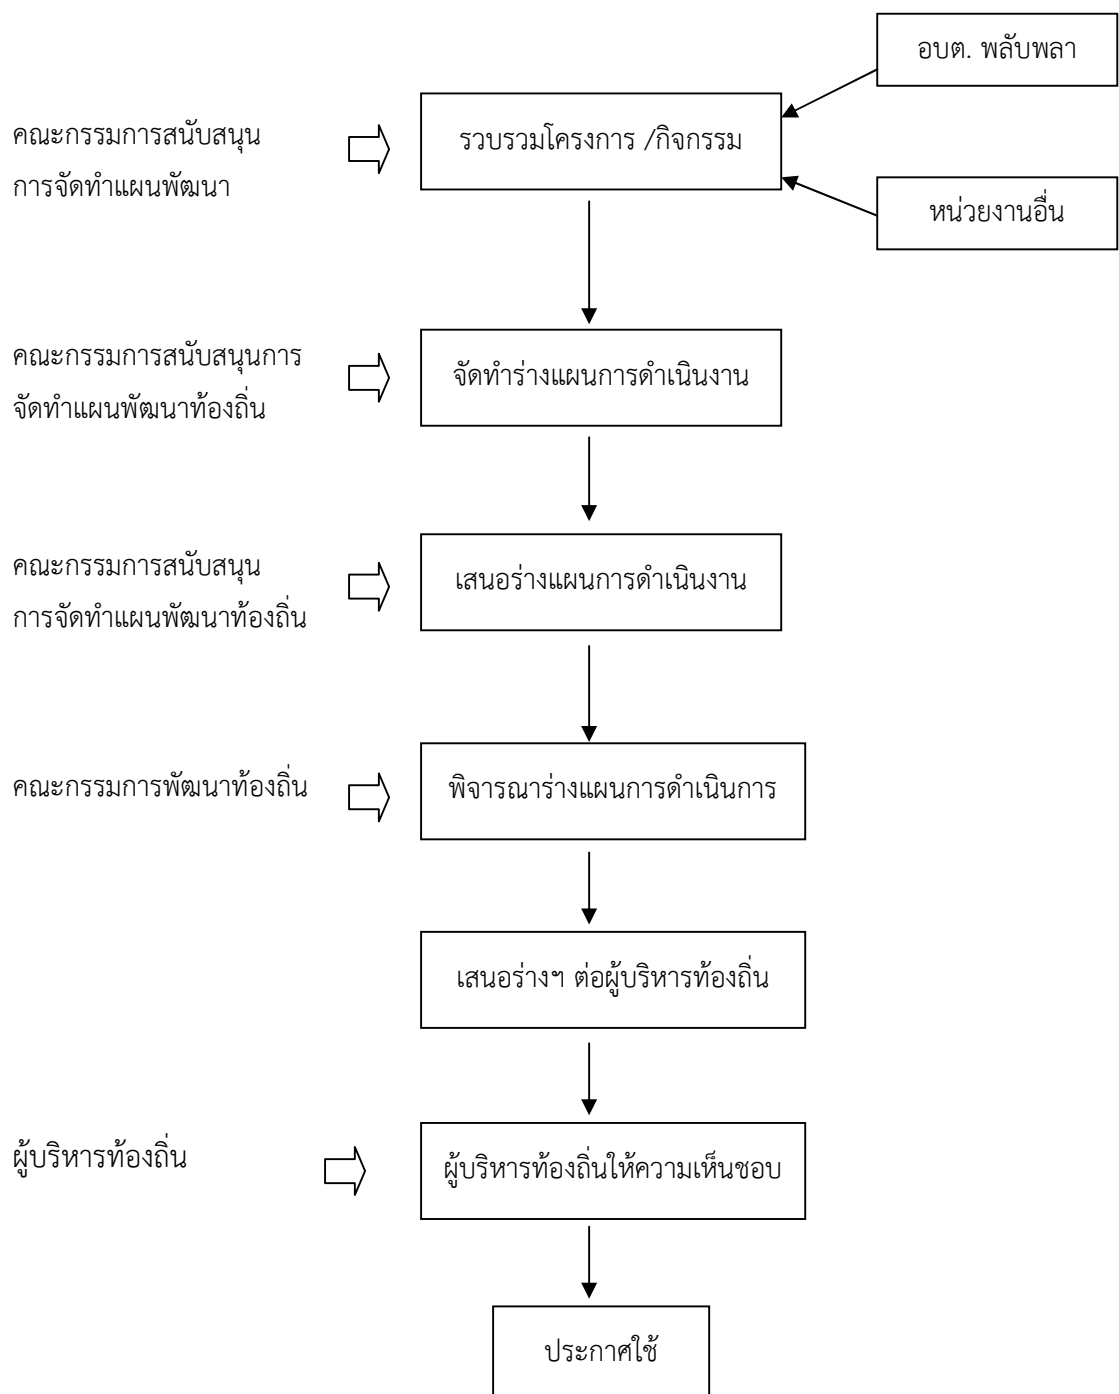 อบต. พลับพลา
คณะกรรมการสนับสนุน
การจัดทำแผนพัฒนา
รวบรวมโครงการ /กิจกรรม
หน่วยงานอื่น
คณะกรรมการสนับสนุนการ
จัดทำแผนพัฒนาท้องถิ่น
จัดทำร่างแผนการดำเนินงาน
คณะกรรมการสนับสนุน
การจัดทำแผนพัฒนาท้องถิ่น
เสนอร่างแผนการดำเนินงาน
คณะกรรมการพัฒนาท้องถิ่น
พิจารณาร่างแผนการดำเนินการ
เสนอร่างฯ ต่อผู้บริหารท้องถิ่น
ผู้บริหารท้องถิ่น
ผู้บริหารท้องถิ่นให้ความเห็นชอบ
ประกาศใช้